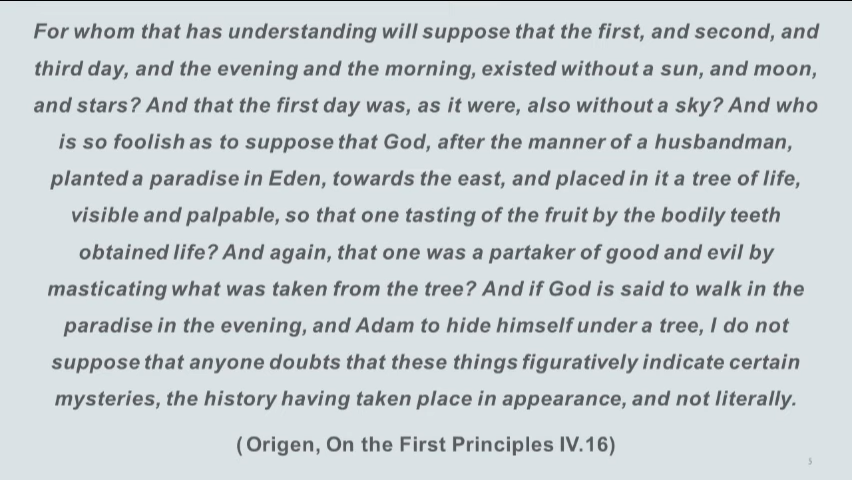 For whom that has understanding will suppose that the first, and second, and
third day, and the evening and the morning, existed without a sun, and moon,
and stars? And that the first day was, as it were, also without a sky? And who
is so foolish as to suppose that God, after the manner of a husbandman,
planted a paradise in Eden, towards the east, and placed in it a tree of life,
visible and palpable, so that one tasting of the fruit by the bodily teeth
obtained life? And again, that one was a partaker of good and evil by
masticating what was taken from the tree? And if God is said to walk in the
paradise in the evening, and Adam to hide himself under a tree, I do not
suppose that anyone doubts that these things figuratively indicate certain
mysteries, the history having taken place in appearance, and not literally.
(Origen, On the First Principles IV.16)